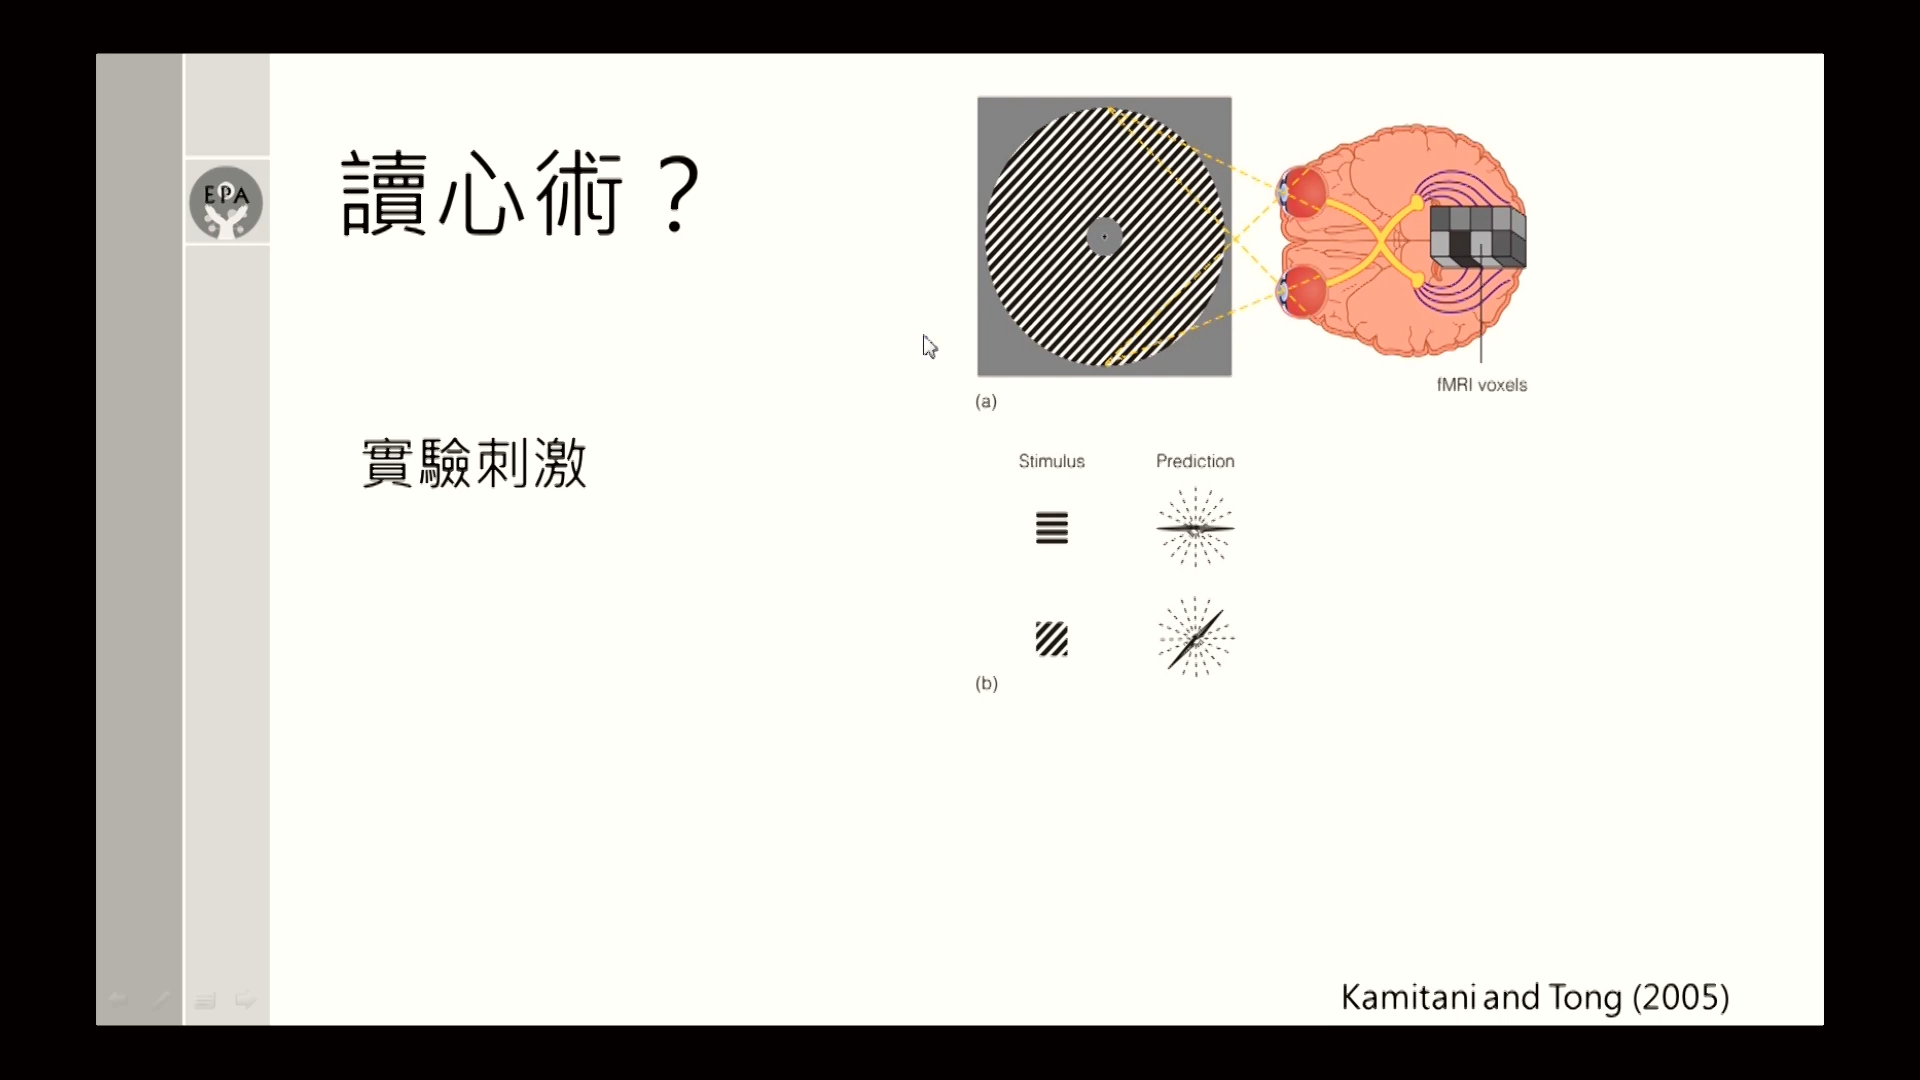 EPA
讀心術？
fMRI voxels
(a)
實驗刺激
Stimulus Prediction
(b)
Kamitani and Tong (2005)